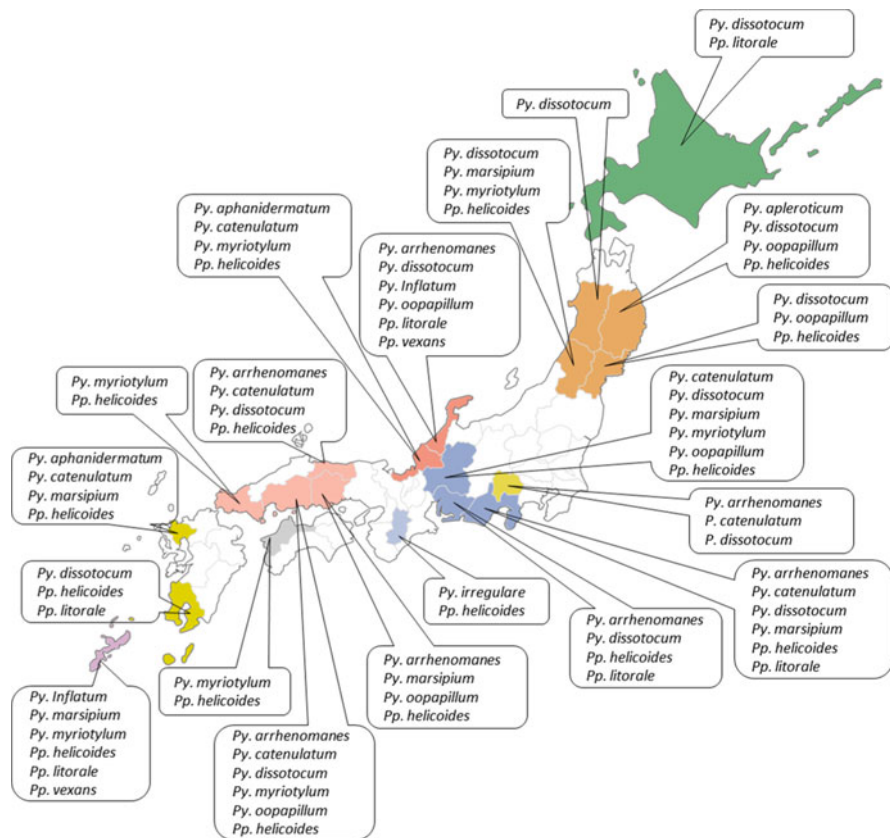 Py. dissotocum
Pp. litorale
Py. dissotocum
Py. dissotocum
Py. marsipium
Py. myriotylum
Pp. helicoides
Py. aphanidermatum
Py. catenulatum
Py. myriotylum
Pp. helicoides
Py. apleroticum
Py. dissotocum
Py. oopapillum
Pp. helicoides
Py. arrhenomanes
Py. dissotocum
Py. Inflatum
Py. oopapillum
Pp. litorale
Pp. vexans
Py. dissotocum
Py. oopapillum
Pp. helicoides
Py. arrhenomanes
Py. catenulatum
Py. dissotocum
Pp. helicoides
Py. myriotylum
Pp. helicoides
Py. catenulatum
Py. dissotocum
Py. marsipium
Py. myriotylum
Py. oopapillum
Pp. helicoides
Py. aphanidermatum
Py. catenulatum
Py. marsipium
Pp. helicoides
Py. arrhenomanes
P. catenulatum
P. dissotocum
Py. dissotocum
Pp. helicoides
Pp. litorale
Py. irregulare
Pp. helicoides
Py. arrhenomanes
Py. catenulatum
Py. dissotocum
Py. marsipium
Pp. helicoides
Pp. litorale
Py. arrhenomanes
Py. dissotocum
Pp. helicoides
Pp. litorale
Py. arrhenomanes
Py. marsipium
Py. oopapillum
Pp. helicoides
Py. myriotylum
Pp. helicoides
Py. Inflatum
Py. marsipium
Py. myriotylum
Pp. helicoides
Pp. litorale
Pp. vexans
Py. arrhenomanes
Py. catenulatum
Py. dissotocum
Py. myriotylum
Py. oopapillum
Pp. helicoides